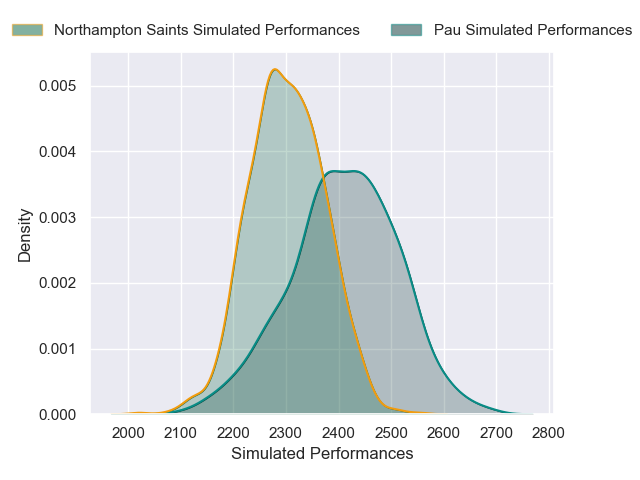 Northampton Saints Simulated Performances Pau Simulated Performances
0.005
0.004
0.003
0.002
0.001
0.000
Density
2000 2100 2200 2300 2400 2500 2600 2700 2800
Simulated Performances